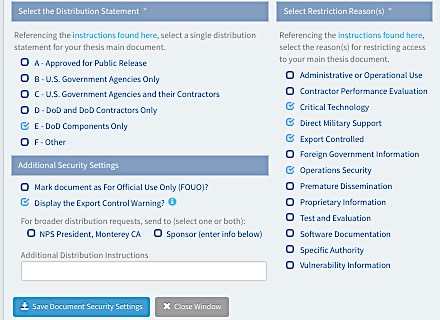 Select the Distribution Statement *
Referencing the instructions found here, select a single distribution
statement for your thesis main document.
A - Approved for Public Release
B - U.S. Government Agencies Only
C - U.S. Government Agencies and their Contractors
D - DoD and DoD Contractors Only
E - DoD Components Only
F - Other
Additional Security Settings
Mark document as For Official Use Only (FOUO)?
Display the Export Control Warning?
For broader distribution requests, send to (select one or both):
NPS President, Monterey CA
Sponsor (enter info below)
Additional Distribution Instructions
Save Document Security Settings
Close Window
Select Restriction Reason(s) *
Referencing the instructions found here,
select the reason(s) for restricting access
to your main thesis document.
Administrative or Operational Use
Contractor Performance Evaluation
Critical Technology
Direct Military Support
Export Controlled
Foreign Government Information
Operations Security
Premature Dissemination
Proprietary Information
Test and Evaluation
Software Documentation
Specific Authority
Vulnerability Information